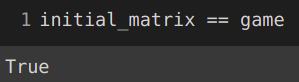 1 initial_matrix == game
True